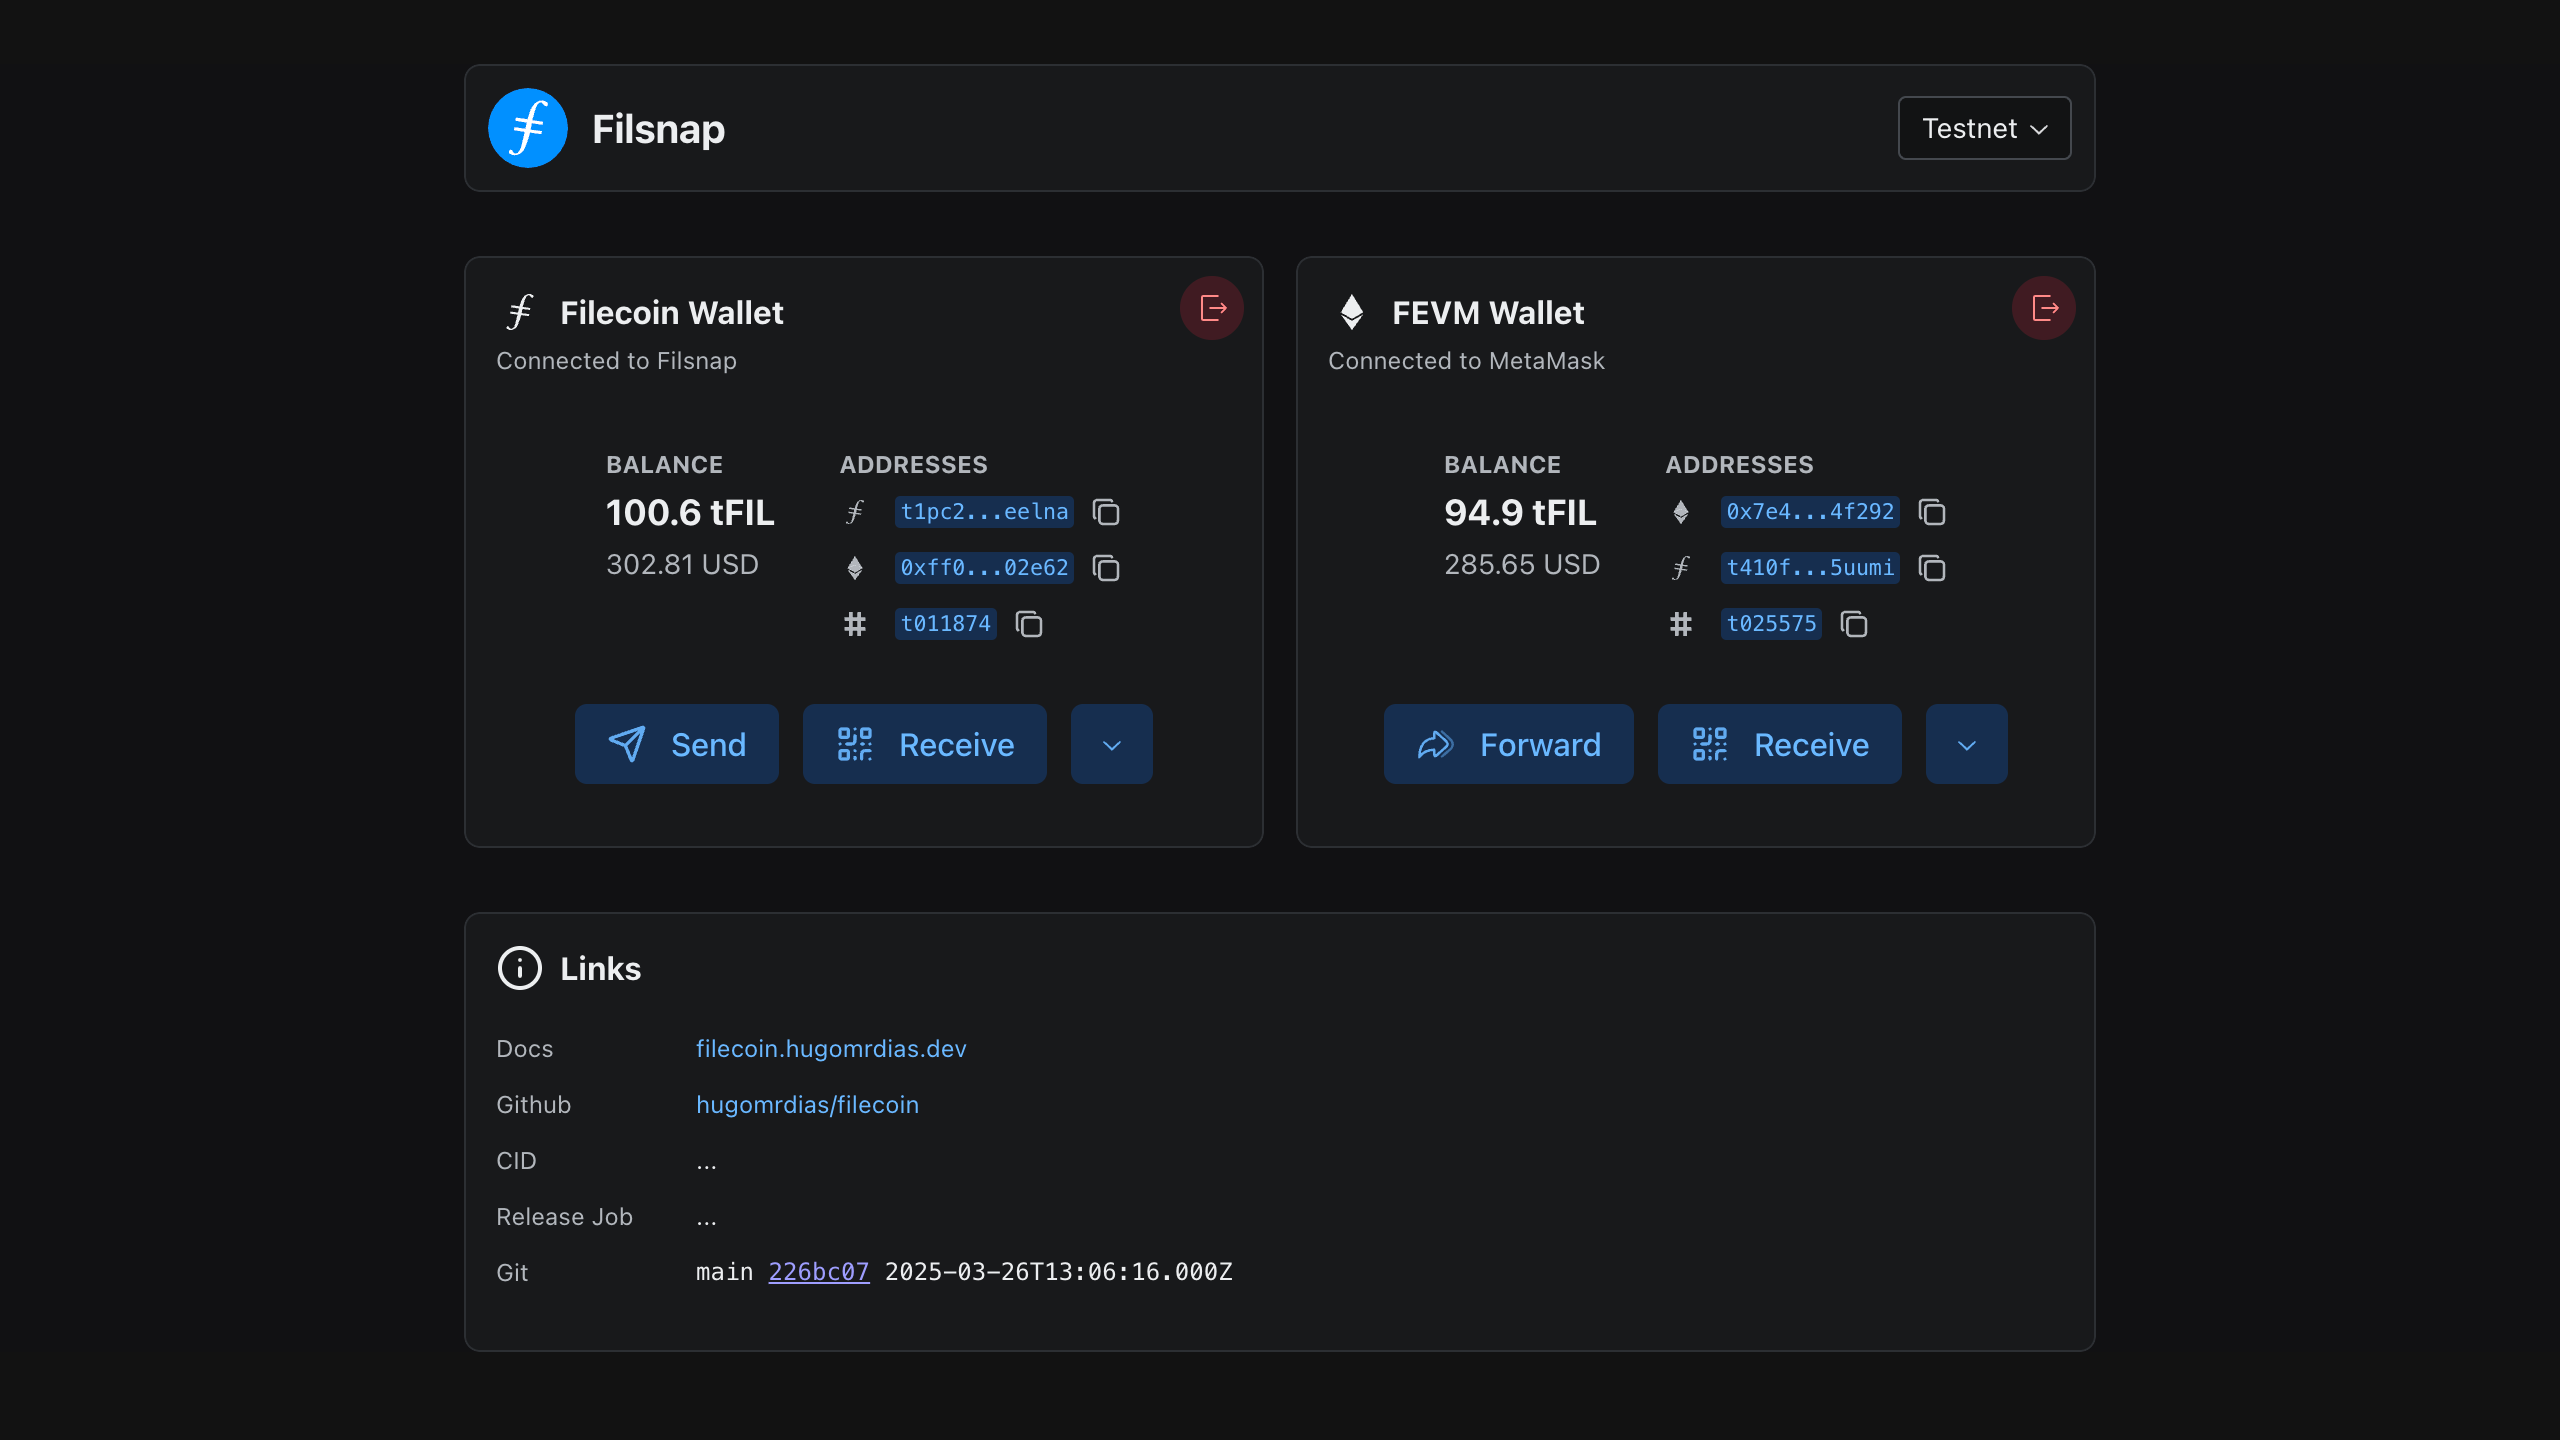 Filsnap
Testnet
Filecoin Wallet
Connected to Filsnap
BALANCE
100.6 tFIL
302.81 USD
ADDRESSES
t1pc2...eelna
0xff0...02e62
t011874
Send
Receive
FEVM Wallet
Connected to MetaMask
BALANCE
94.9 tFIL
285.65 USD
ADDRESSES
0x7e4...4f292
t410f...5uumi
t025575
Forward
Receive
Links
Docs filecoin.hugomrdias.dev
Github hugomrdias/filecoin
CID ...
Release Job ...
Git main 226bc07 2025-03-26T13:06:16.000Z